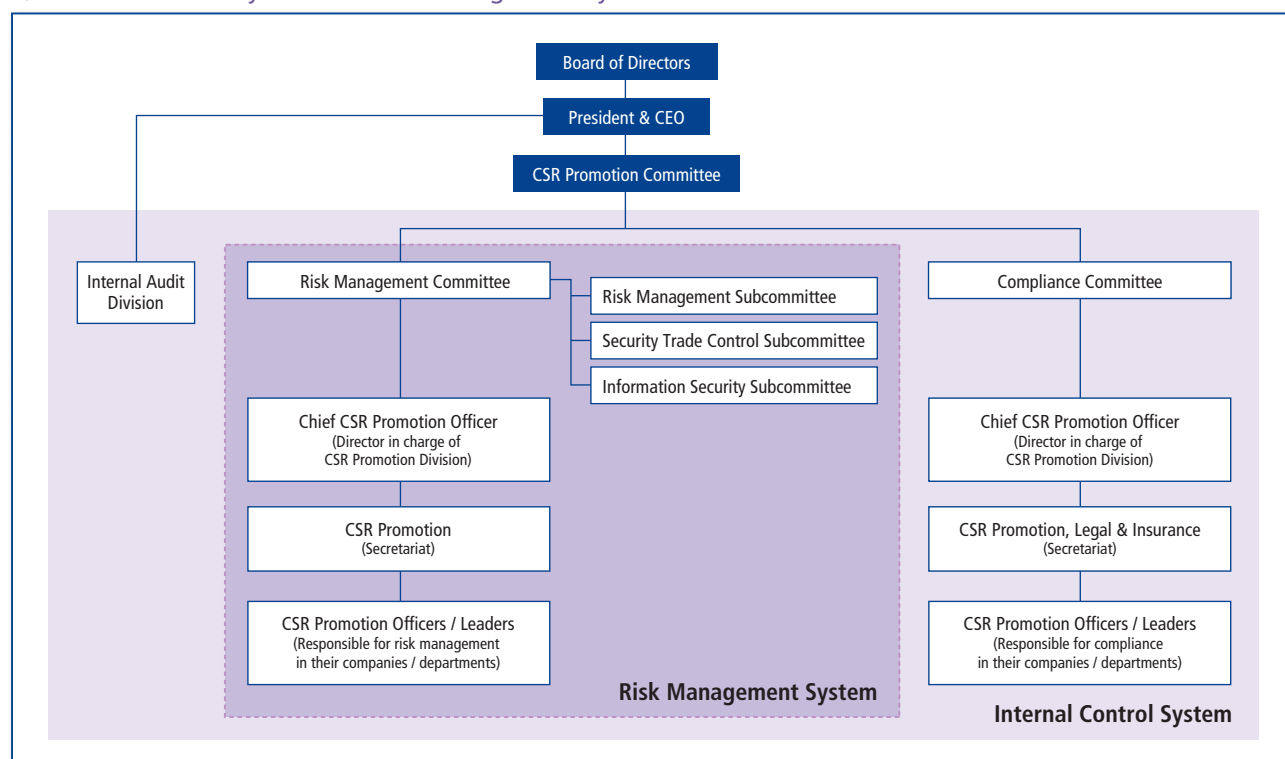 Board of Directors
President & CEO
CSR Promotion Committee
Internal Audit
Division
Risk Management Committee
Risk Management Subcommittee
Security Trade Control Subcommittee
Information Security Subcommittee
Chief CSR Promotion Officer
(Director in charge of
CSR Promotion Division)
CSR Promotion
(Secretariat)
CSR Promotion Officers / Leaders
(Responsible for risk management
in their companies / departments)
Risk Management System
Compliance Committee
Chief CSR Promotion Officer
(Director in charge of
CSR Promotion Division)
CSR Promotion, Legal & Insurance
(Secretariat)
CSR Promotion Officers / Leaders
(Responsible for compliance
in their companies / departments)
Internal Control System